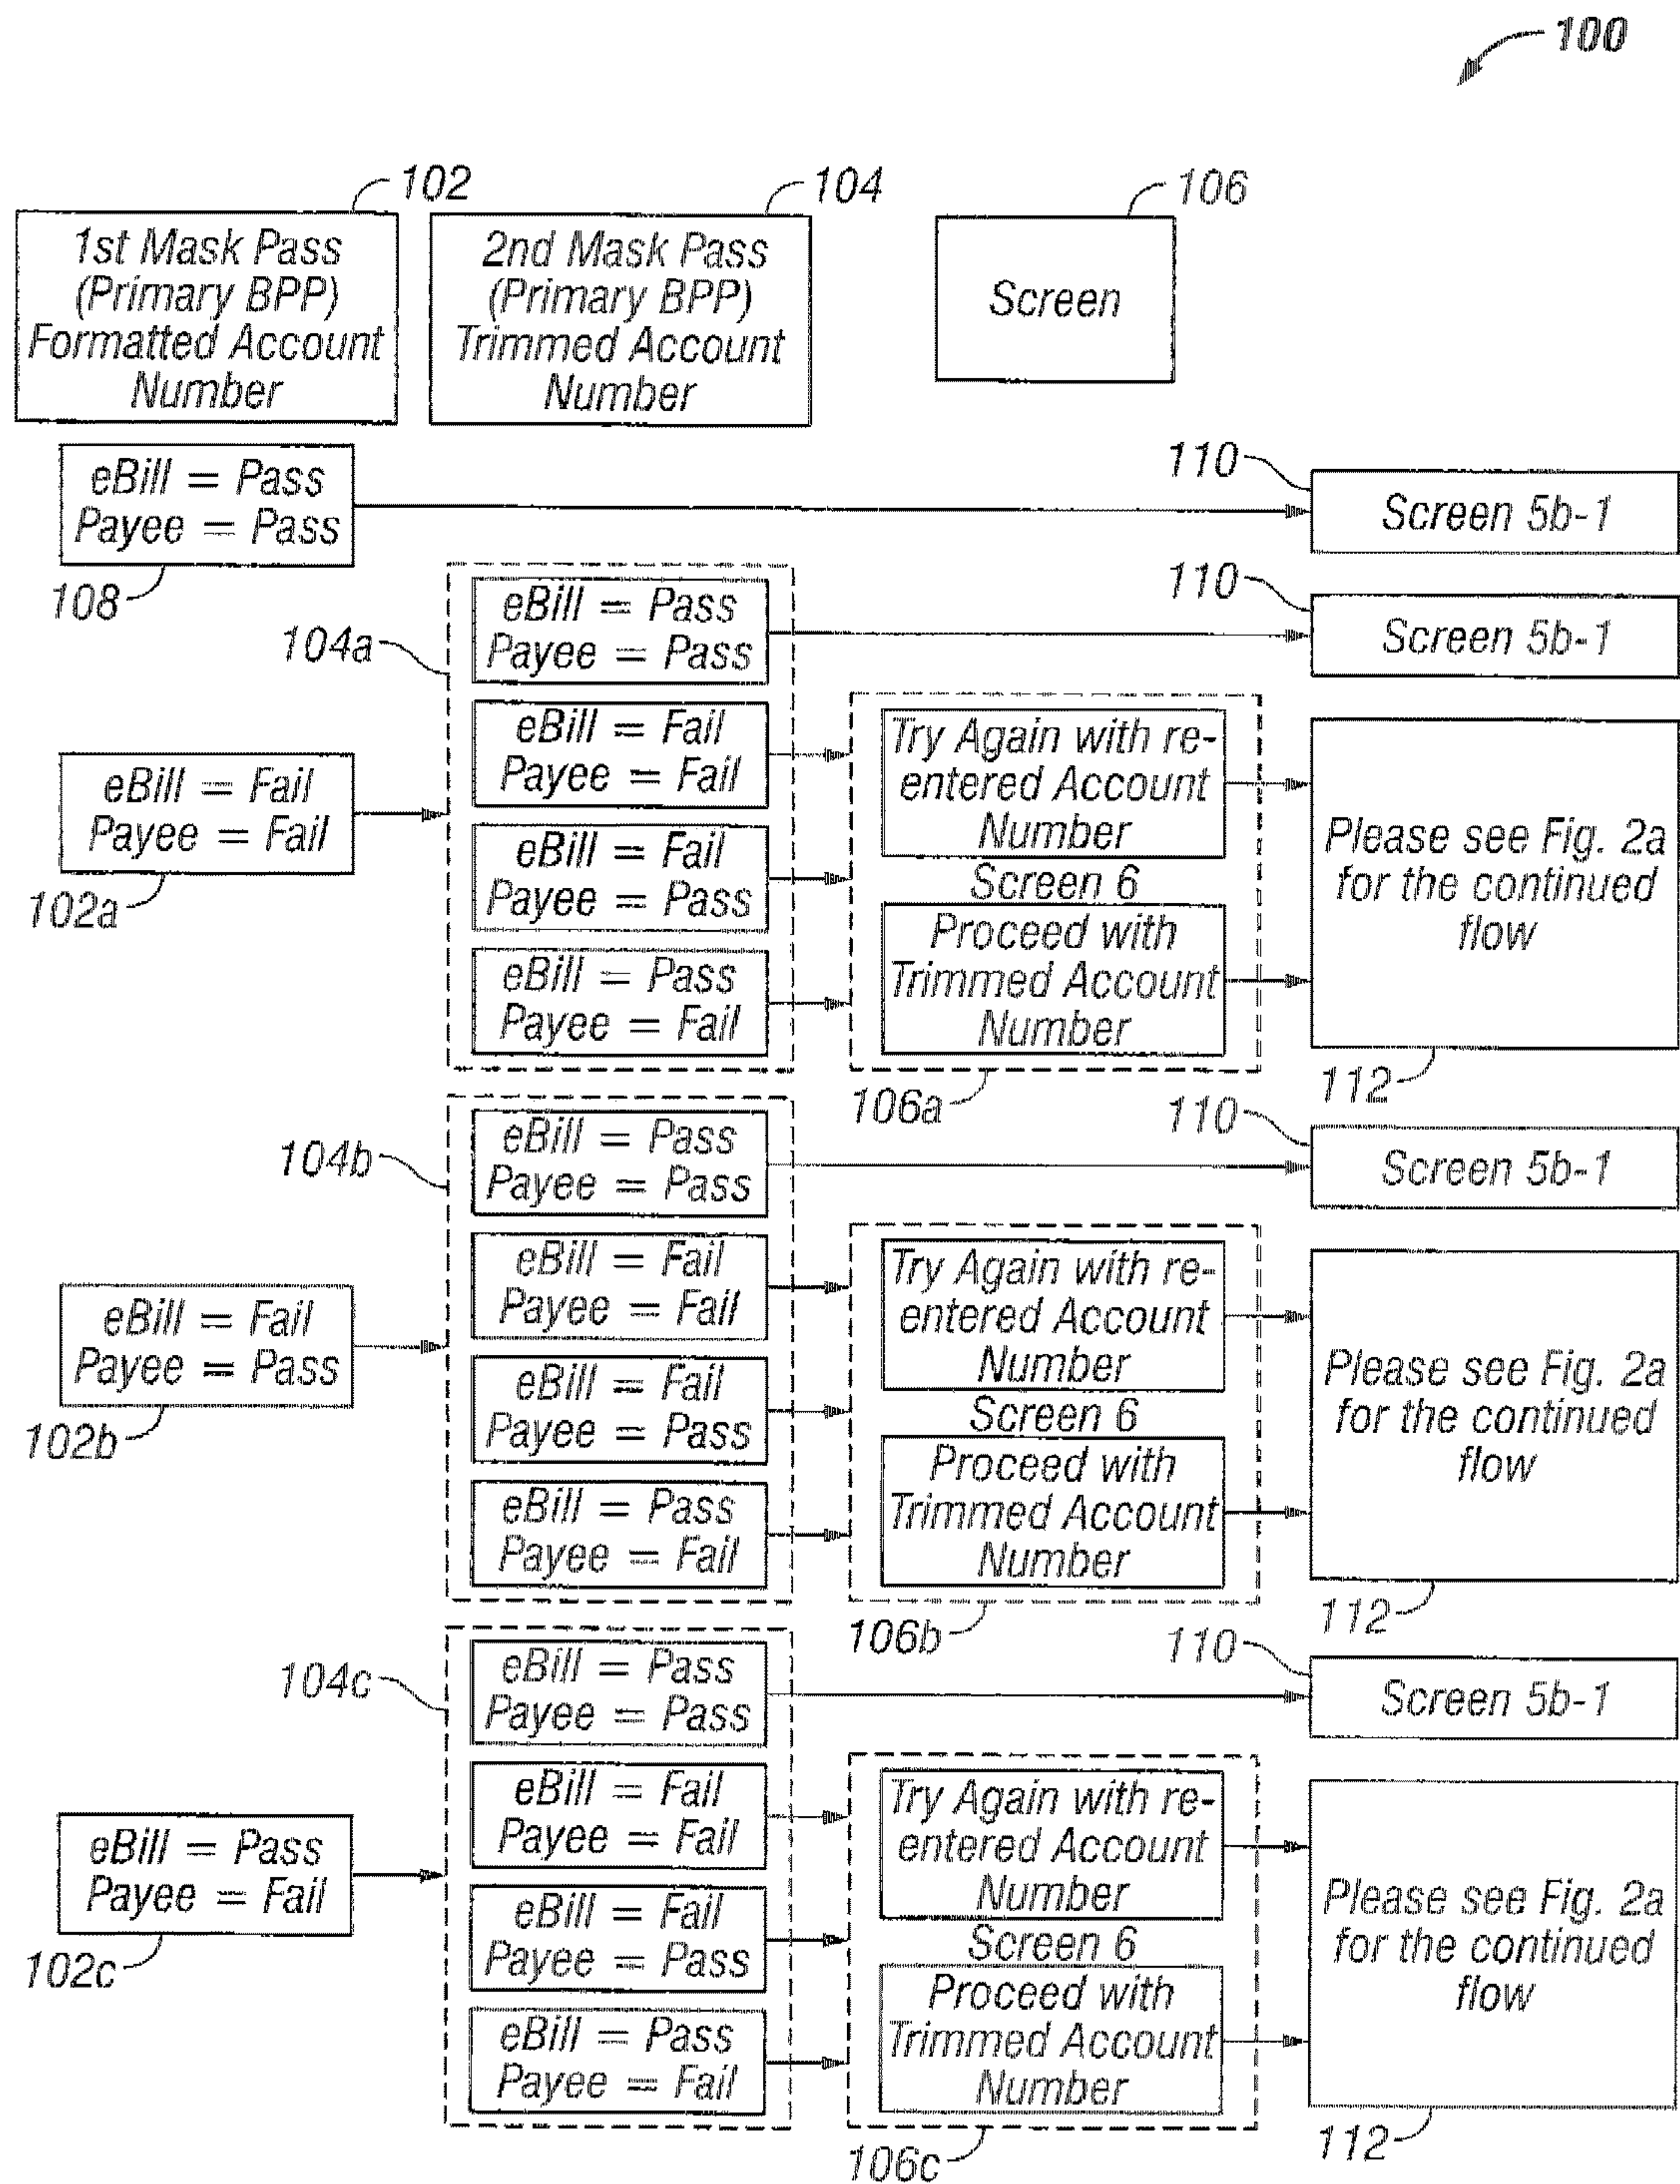 100
102
104
106
1st Mask Pass
(Primary BPP)
Formatted Account
Number
2nd Mask Pass
(Primary BPP)
Trimmed Account
Number
Screen
eBill = Pass
Payee = Pass
108
110
Screen 5b-1
104a
eBill = Pass
Payee = Pass
110
Screen 5b-1
102a
eBill = Fail
Payee = Fail
eBill = Fail
Payee = Fail
eBill = Fail
Payee = Pass
eBill = Pass
Payee = Fail
Try Again with re-
entered Account
Number
Screen 6
Proceed with
Trimmed Account
Number
106a
Please see Fig. 2a
for the continued
flow
112
104b
eBill = Pass
Payee = Pass
110
Screen 5b-1
eBill = Fail
Payee = Pass
102b
eBill = Fail
Payee = Fail
eBill = Fail
Payee = Pass
eBill = Pass
Payee = Fail
Try Again with re-
entered Account
Number
Screen 6
Proceed with
Trimmed Account
Number
106b
Please see Fig. 2a
for the continued
flow
112
104c
eBill = Pass
Payee = Pass
110
Screen 5b-1
eBill = Pass
Payee = Fail
102c
eBill = Fail
Payee = Fail
eBill = Fail
Payee = Pass
eBill = Pass
Payee = Fail
Try Again with re-
entered Account
Number
Screen 6
Proceed with
Trimmed Account
Number
106c
Please see Fig. 2a
for the continued
flow
112